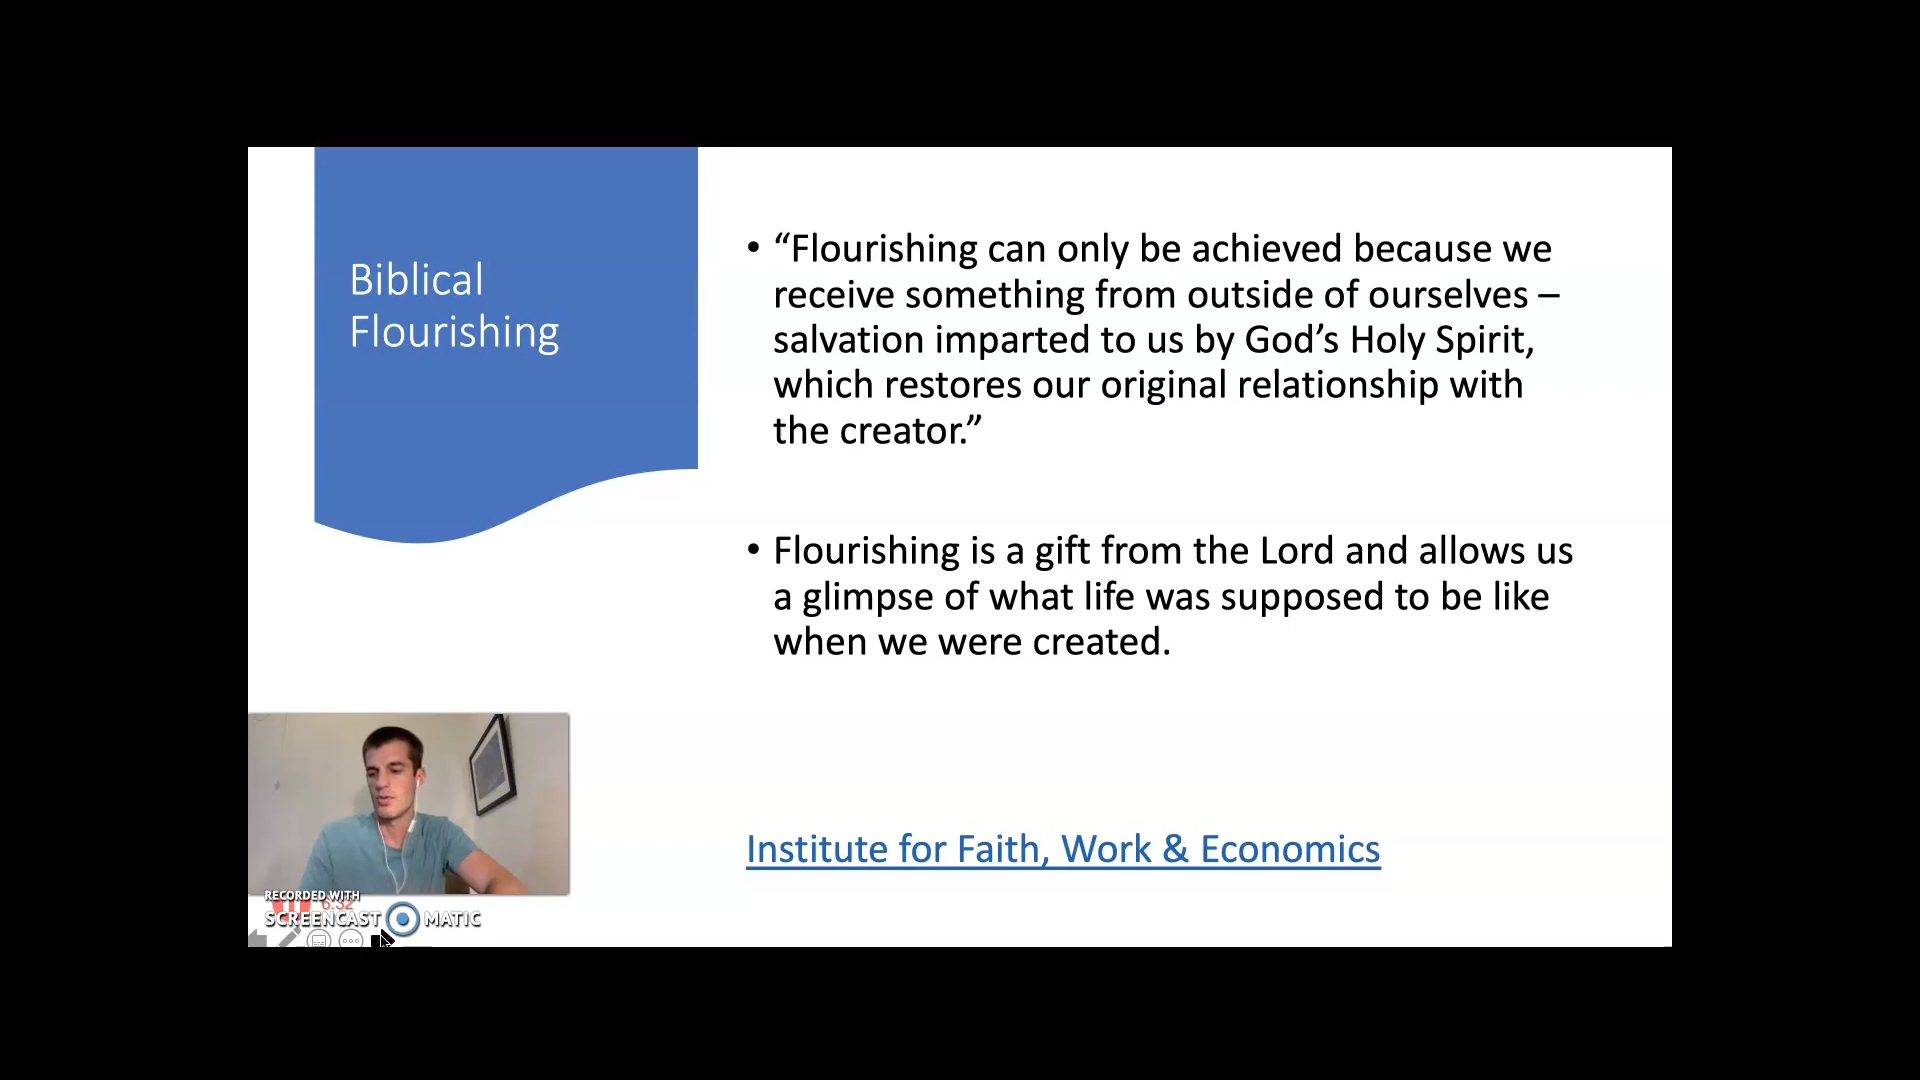 Biblical
Flourishing
• “Flourishing can only be achieved because we
receive something from outside of ourselves –
salvation imparted to us by God’s Holy Spirit,
which restores our original relationship with
the creator.”
• Flourishing is a gift from the Lord and allows us
a glimpse of what life was supposed to be like
when we were created.
Institute for Faith, Work & Economics
RECORDED WITH
6:32
SCREENCAST MATIC